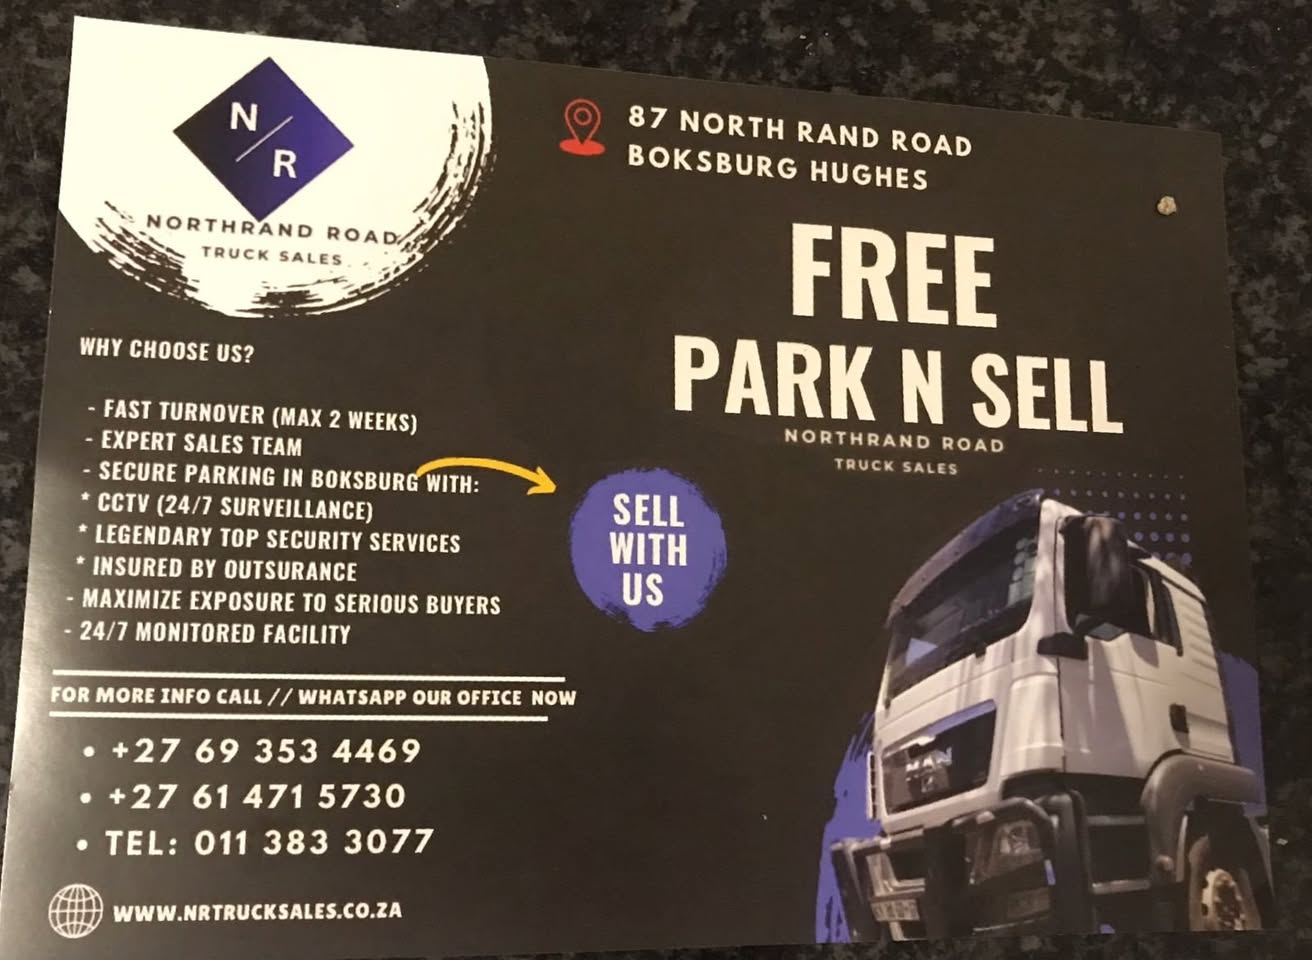 N
R
NORTHRAND ROAD
TRUCK SALES
87 NORTH RAND ROAD
BOKSBURG HUGHES
FREE
PARK N SELL
NORTHRAND ROAD
TRUCK SALES
WHY CHOOSE US?
- FAST TURNOVER (MAX 2 WEEKS)
- EXPERT SALES TEAM
- SECURE PARKING IN BOKSBURG WITH:
* CCTV (24/7 SURVEILLANCE)
* LEGENDARY TOP SECURITY SERVICES
* INSURED BY OUTSURANCE
- MAXIMIZE EXPOSURE TO SERIOUS BUYERS
- 24/7 MONITORED FACILITY
SELL
WITH
US
FOR MORE INFO CALL // WHATSAPP OUR OFFICE NOW
• +27 69 353 4469
• +27 61 471 5730
• TEL: 011 383 3077
WWW.NRTRUCKSALES.CO.ZA
MAN